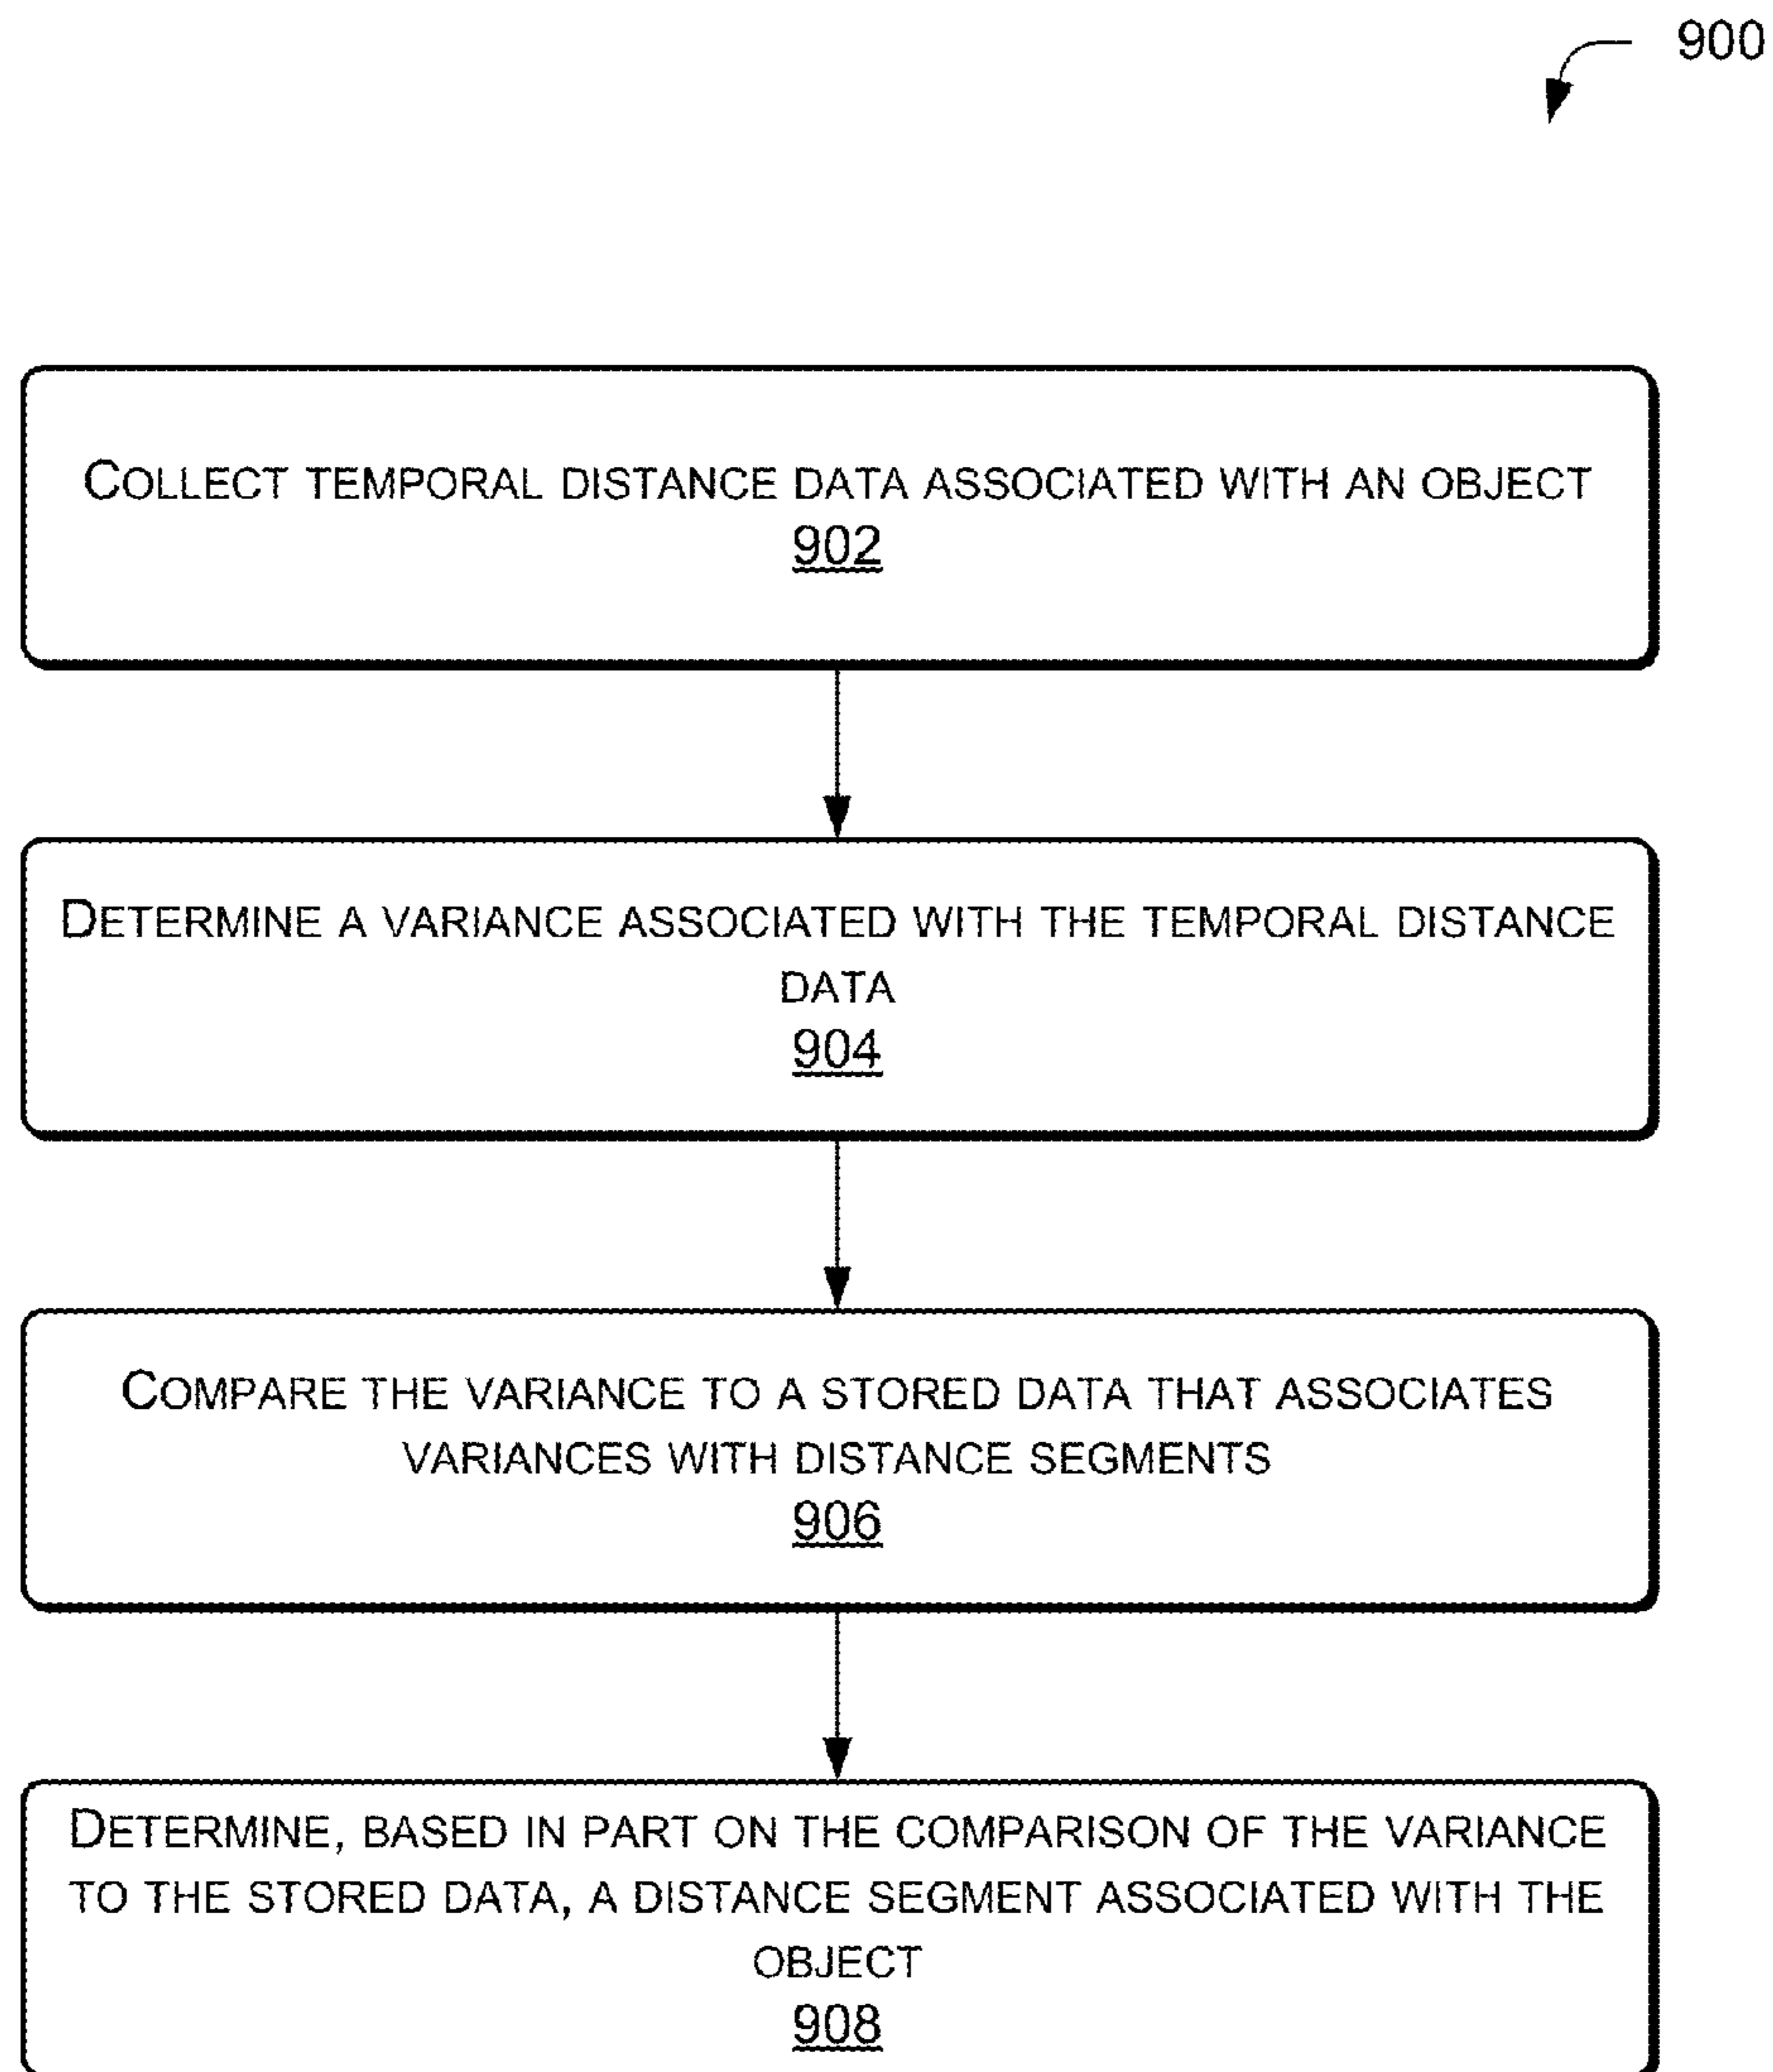 900
COLLECT TEMPORAL DISTANCE DATA ASSOCIATED WITH AN OBJECT
902
DETERMINE A VARIANCE ASSOCIATED WITH THE TEMPORAL DISTANCE
DATA
904
COMPARE THE VARIANCE TO A STORED DATA THAT ASSOCIATES
VARIANCES WITH DISTANCE SEGMENTS
906
DETERMINE, BASED IN PART ON THE COMPARISON OF THE VARIANCE
TO THE STORED DATA, A DISTANCE SEGMENT ASSOCIATED WITH THE
OBJECT
908